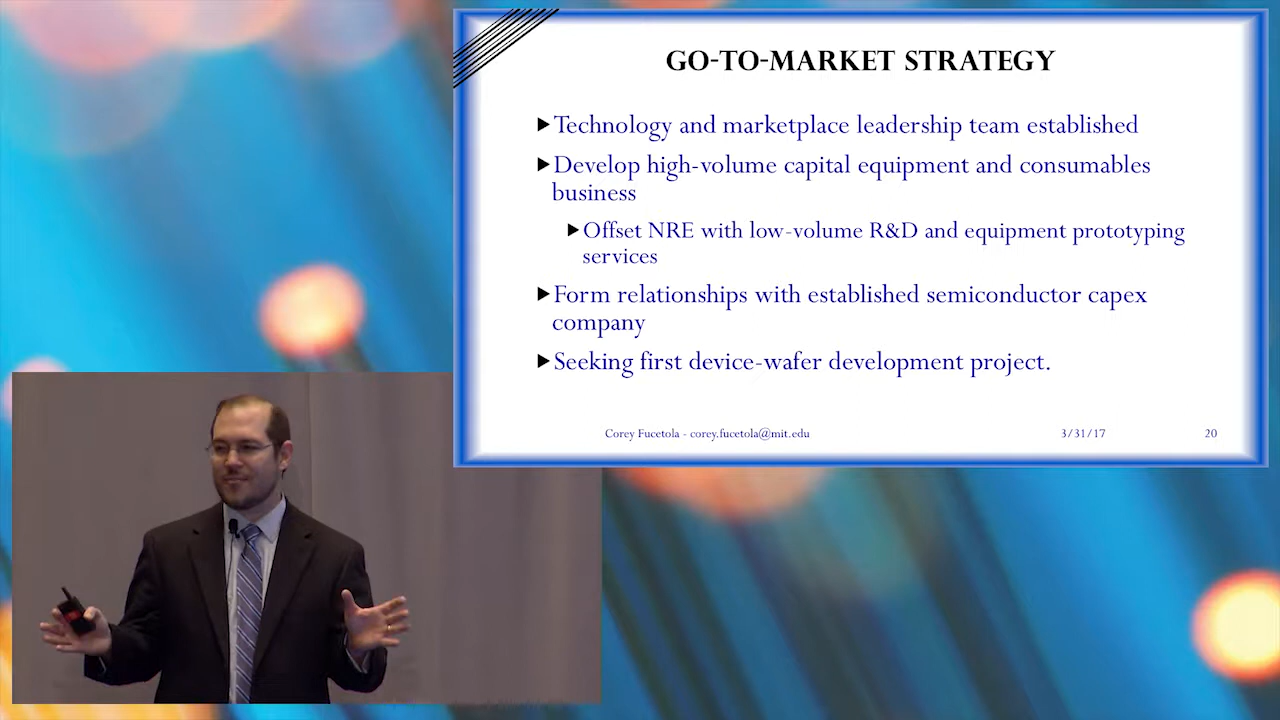 GO-TO-MARKET STRATEGY
Technology and marketplace leadership team established
Develop high-volume capital equipment and consumables
business
Offset NRE with low-volume R&D and equipment prototyping
services
Form relationships with established semiconductor capex
company
Seeking first device-wafer development project.
Corey Fucetola - corey.fucetola@mit.edu 3/31/17 20